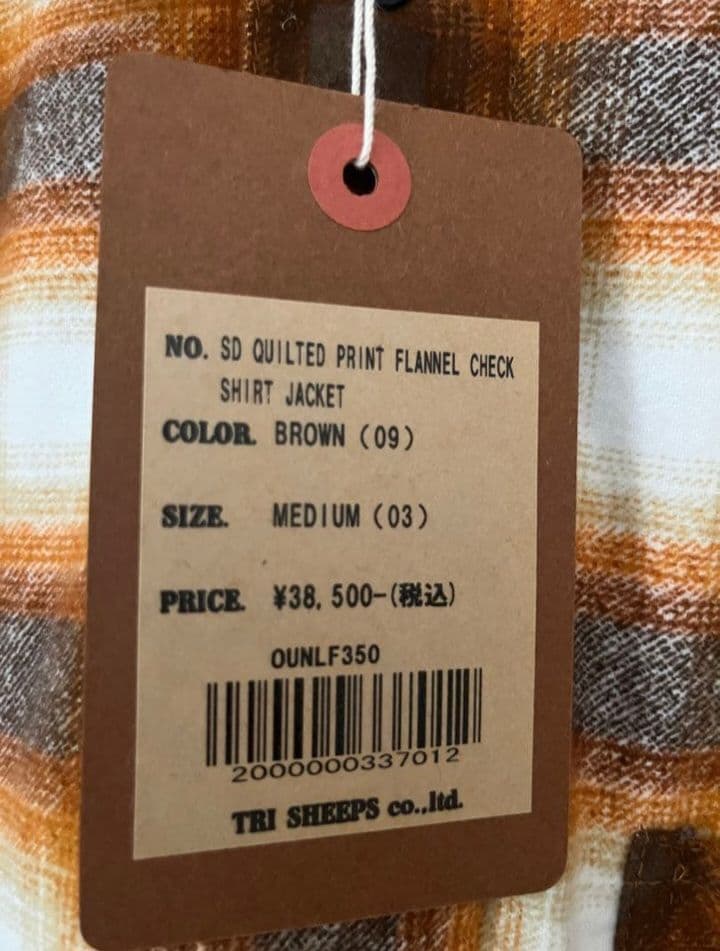 NO. SD QUILTED PRINT FLANNEL CHECK
SHIRT JACKET
COLOR. BROWN (09)
SIZE. MEDIUM (03)
PRICE. ¥38,500-(税込)
OUNLF350
2000000337012
TRI SHEEPS co.,ltd.